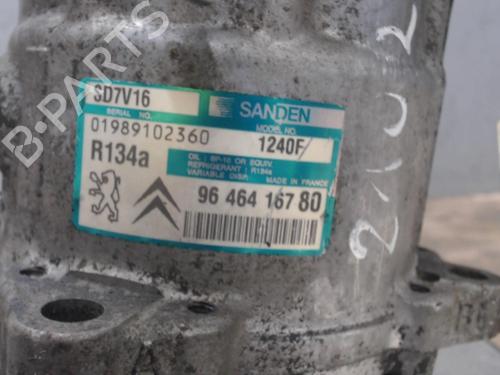 B-PARTS
SD7V16
SANDEN
SERIAL NO.
MODEL NO.
01989102360
1240F
R134a
OIL : SP-10 OR EQUIV.
REFRIGERANT : R134a
VARIABLE DISP.
MADE IN FRANCE
96 464 167 80